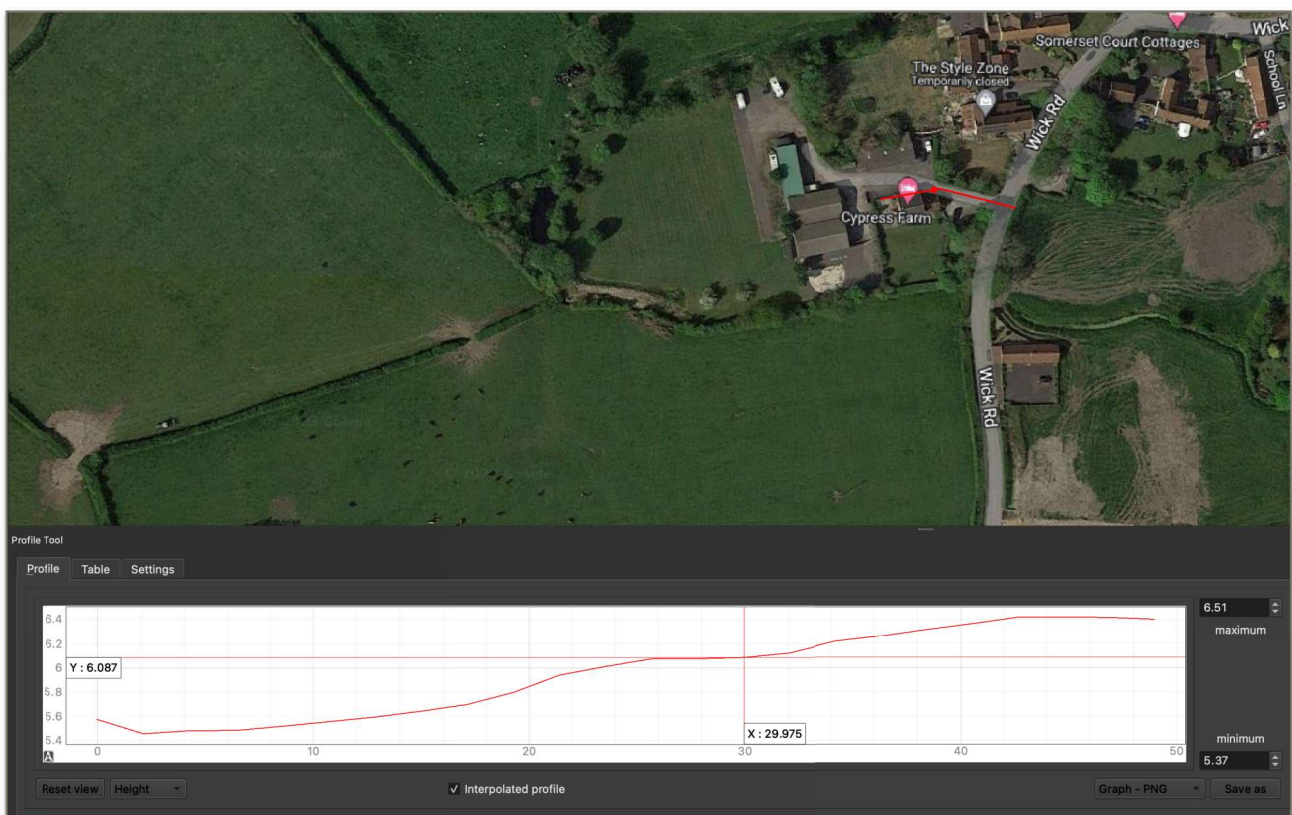 Wick
Somerset Court Cottages
School Ln
The Style Zone
Temporarily closed
Wick Rd
Cypress Farm
Wick Rd
Profile Tool
Profile Table Settings
6.4
6.2
6
5.8
5.6
5.4
Y : 6.087
X : 29.975
0 10 20 30 40 50
A
6.51
maximum
minimum
5.37
Reset view Height Interpolated profile Graph - PNG Save as